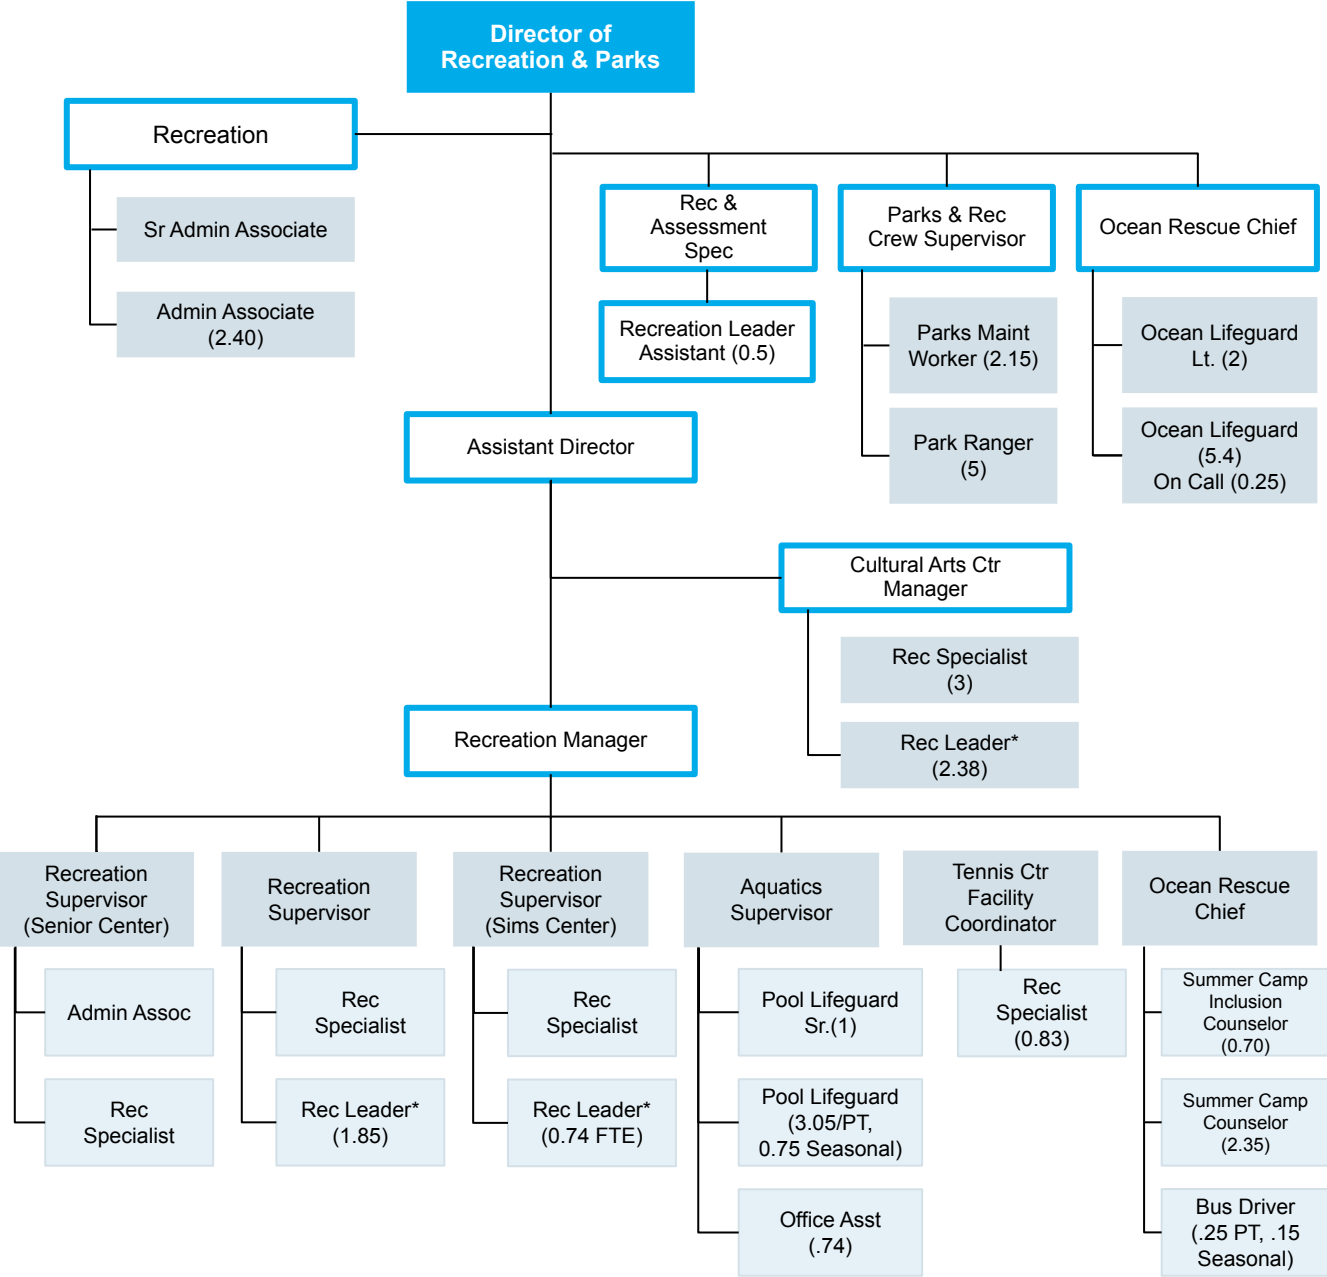 Director of
Recreation & Parks
Recreation
Sr Admin Associate
Admin Associate
(2.40)
Rec &
Assessment
Spec
Recreation Leader
Assistant (0.5)
Parks & Rec
Crew Supervisor
Parks Maint
Worker (2.15)
Park Ranger
(5)
Ocean Rescue Chief
Ocean Lifeguard
Lt. (2)
Ocean Lifeguard
(5.4)
On Call (0.25)
Assistant Director
Cultural Arts Ctr
Manager
Rec Specialist
(3)
Rec Leader*
(2.38)
Recreation Manager
Recreation
Supervisor
(Senior Center)
Admin Assoc
Rec
Specialist
Recreation
Supervisor
Rec
Specialist
Rec Leader*
(1.85)
Recreation
Supervisor
(Sims Center)
Rec
Specialist
Rec Leader*
(0.74 FTE)
Aquatics
Supervisor
Pool Lifeguard
Sr.(1)
Pool Lifeguard
(3.05/PT,
0.75 Seasonal)
Office Asst
(.74)
Tennis Ctr
Facility
Coordinator
Rec
Specialist
(0.83)
Ocean Rescue
Chief
Summer Camp
Inclusion
Counselor
(0.70)
Summer Camp
Counselor
(2.35)
Bus Driver
(.25 PT, .15
Seasonal)